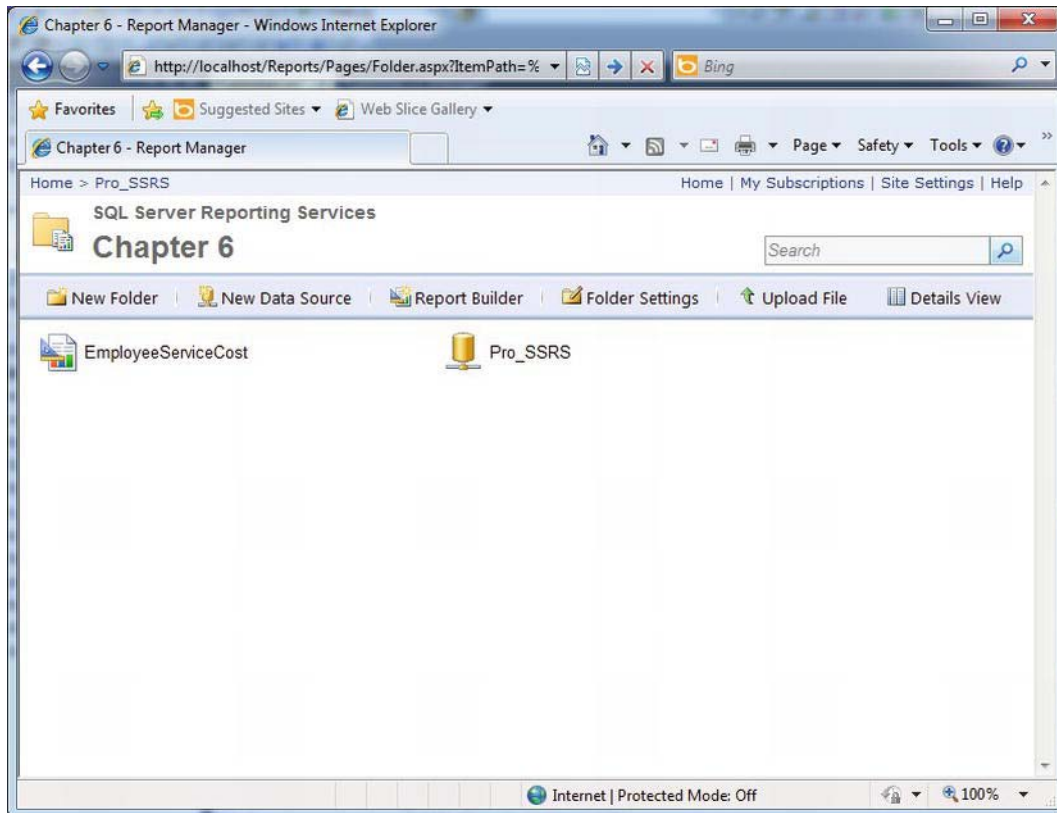 Chapter 6 - Report Manager - Windows Internet Explorer
http://localhost/Reports/Pages/Folder.aspx?ItemPath=%
Bing
Favorites Suggested Sites Web Slice Gallery
Chapter 6 - Report Manager
Page Safety Tools »
Home > Pro_SSRS
Home | My Subscriptions | Site Settings | Help
SQL Server Reporting Services
Chapter 6
Search
New Folder New Data Source Report Builder Folder Settings Upload File Details View
EmployeeServiceCost Pro_SSRS
Internet | Protected Mode: Off 100%